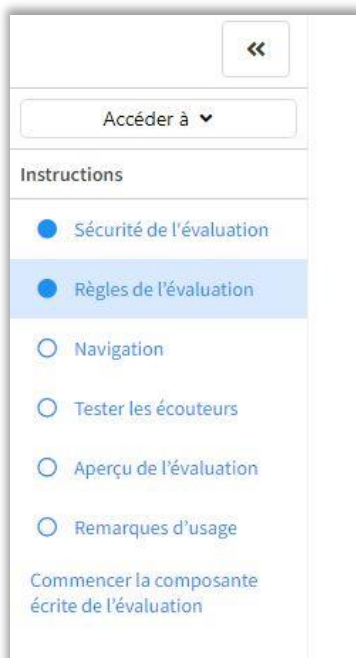 Accéder à
Instructions
Sécurité de l'évaluation
Règles de l’évaluation
Navigation
Tester les écouteurs
Aperçu de l’évaluation
Remarques d’usage
Commencer la composante
écrite de l’évaluation